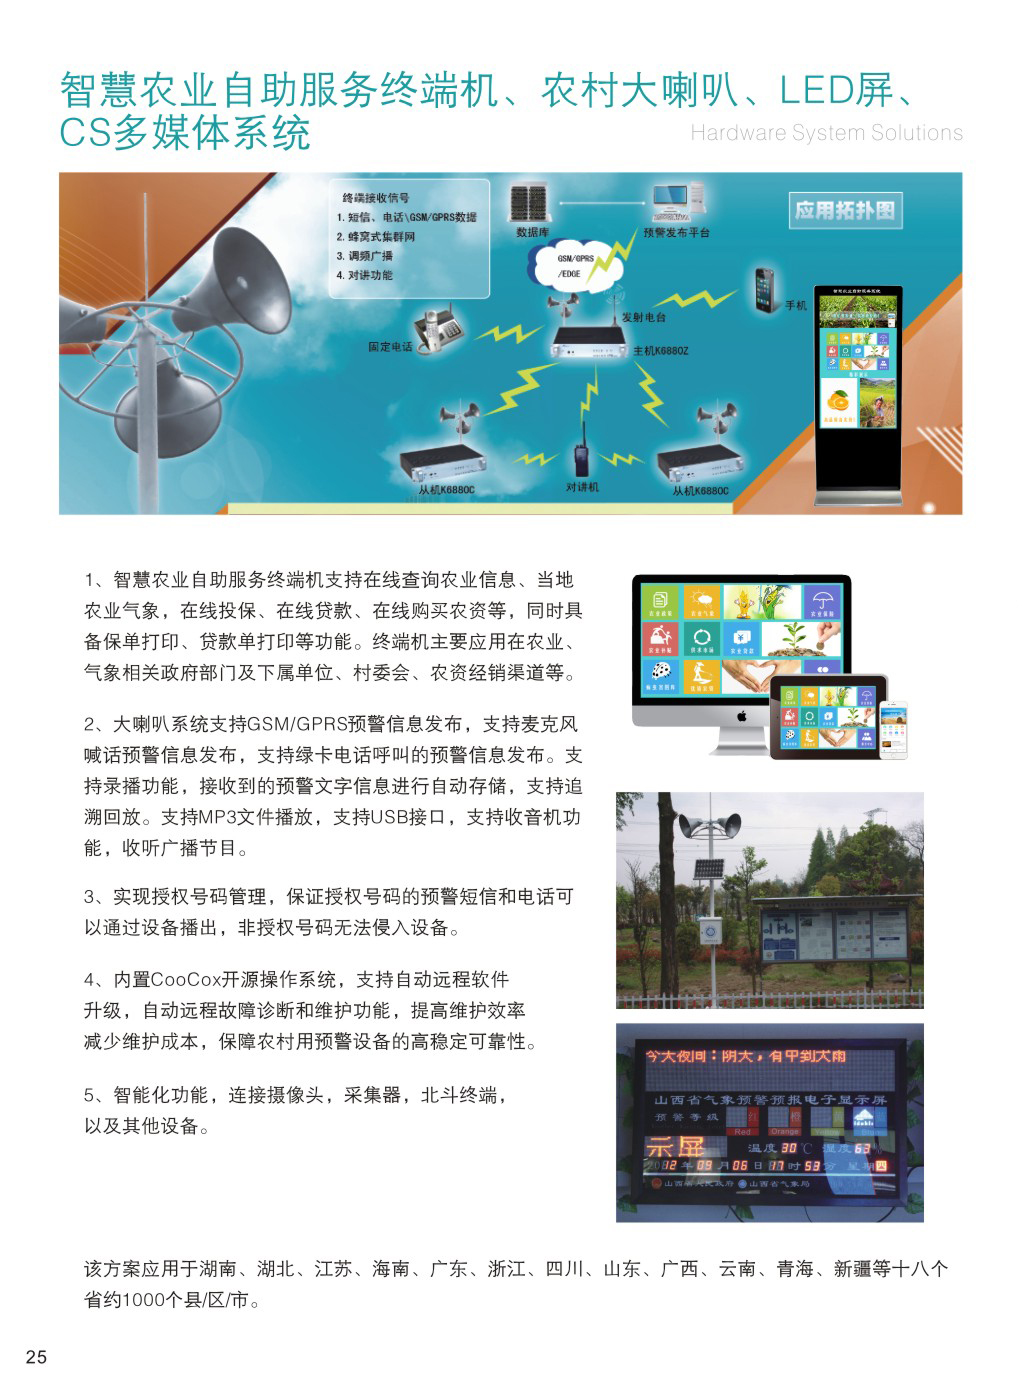 智慧农业自助服务终端机、农村大喇叭、LED屏、
CS多媒体系统
Hardware System Solutions
终端接收信号
1. 短信、电话\GSM/GPRS数据
2. 蜂窝式集群网
3. 调频广播
4. 对讲功能
数据库
预警发布平台
应用拓扑图
GSM/GPRS
/EDGE
手机
发射电台
固定电话
主机K6880Z
从机K6880C
对讲机
从机K6880C
1、智慧农业自助服务终端机支持在线查询农业信息、当地
农业气象，在线投保、在线贷款、在线购买农资等，同时具
备保单打印、贷款单打印等功能。终端机主要应用在农业、
气象相关政府部门及下属单位、村委会、农资经销渠道等。
2、大喇叭系统支持GSM/GPRS预警信息发布，支持麦克风
喊话预警信息发布，支持绿卡电话呼叫的预警信息发布。支
持录播功能，接收到的预警文字信息进行自动存储，支持追
溯回放。支持MP3文件播放，支持USB接口，支持收音机功
能，收听广播节目。
3、实现授权号码管理，保证授权号码的预警短信和电话可
以通过设备播出，非授权号码无法侵入设备。
4、内置CooCox开源操作系统，支持自动远程软件
升级，自动远程故障诊断和维护功能，提高维护效率
减少维护成本，保障农村用预警设备的高稳定可靠性。
5、智能化功能，连接摄像头，采集器，北斗终端，
以及其他设备。
今天夜间：阴天，有中到大雨
山西省气象预警预报电子显示屏
预警等级
红
橙
Red
Orange
示屏
温度30℃ 湿度63
2012年09月06日17时53分 星期四
山西省人民政府 山西省气象局
该方案应用于湖南、湖北、江苏、海南、广东、浙江、四川、山东、广西、云南、青海、新疆等十八个
省约1000个县/区/市。
25